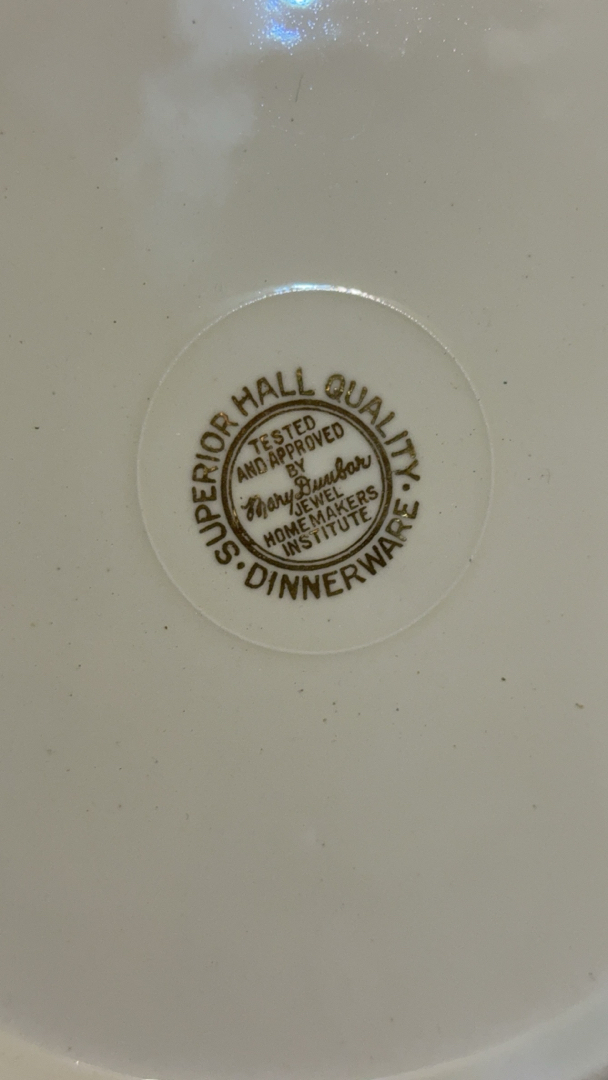 SUPERIOR HALL QUALITY · DINNERWARE ·
TESTED
AND APPROVED
BY
Mary Dunbar
JEWEL
HOMEMAKERS
INSTITUTE